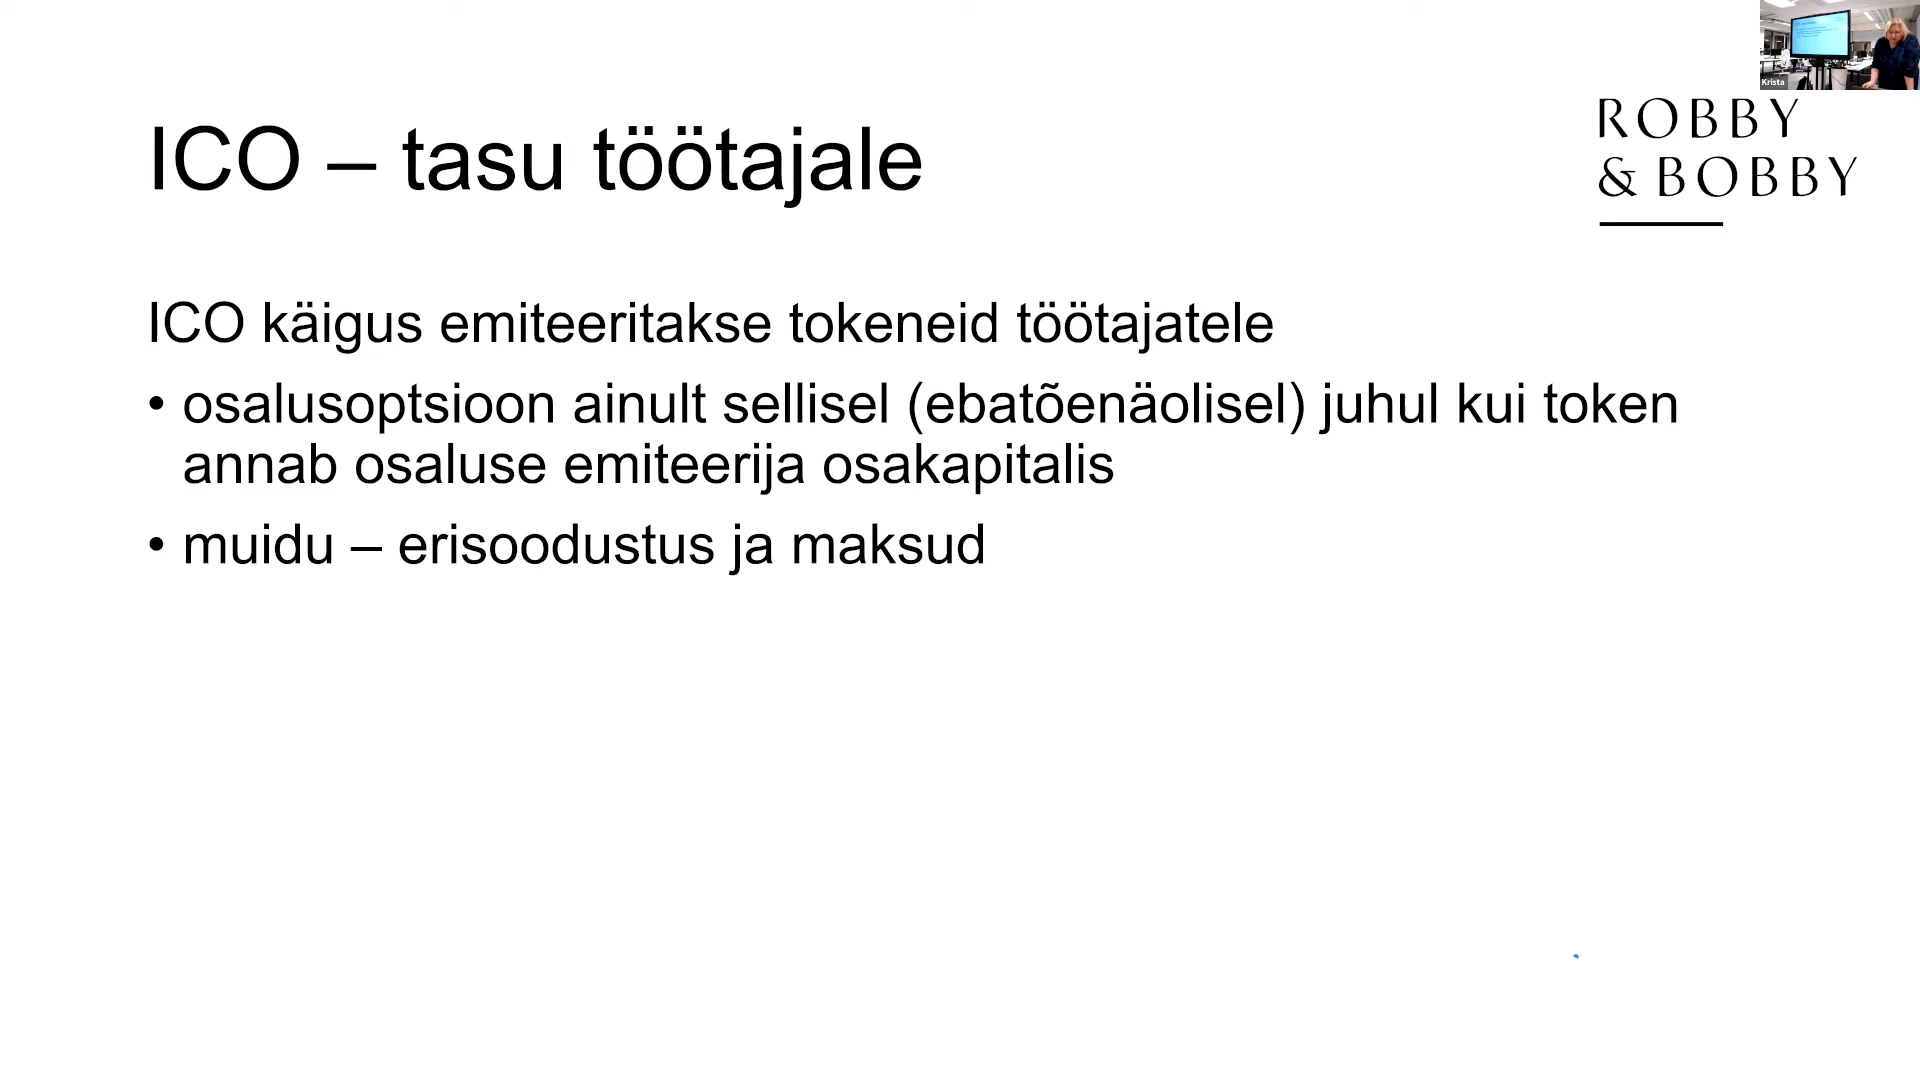 Krista
ROBBY
& BOBBY
ICO – tasu töötajale
ICO käigus emiteeritakse tokeneid töötajatele
• osalusoptsioon ainult sellisel (ebatõenäolisel) juhul kui token
annab osaluse emiteerija osakapitalis
• muidu – erisoodustus ja maksud